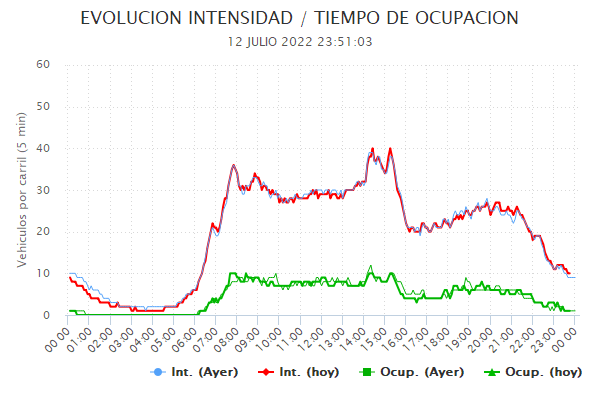 EVOLUCION INTENSIDAD / TIEMPO DE OCUPACION
12 JULIO 2022 23:51:03
Vehiculos por carril (5 min)
60
50
40
30
20
10
0
00:00 01:00 02:00 03:00 04:00 05:00 06:00 07:00 08:00 09:00 10:00 11:00 12:00 13:00 14:00 15:00 16:00 17:00 18:00 19:00 20:00 21:00 22:00 23:00 00:00
Int. (Ayer) Int. (hoy) Ocup. (Ayer) Ocup. (hoy)